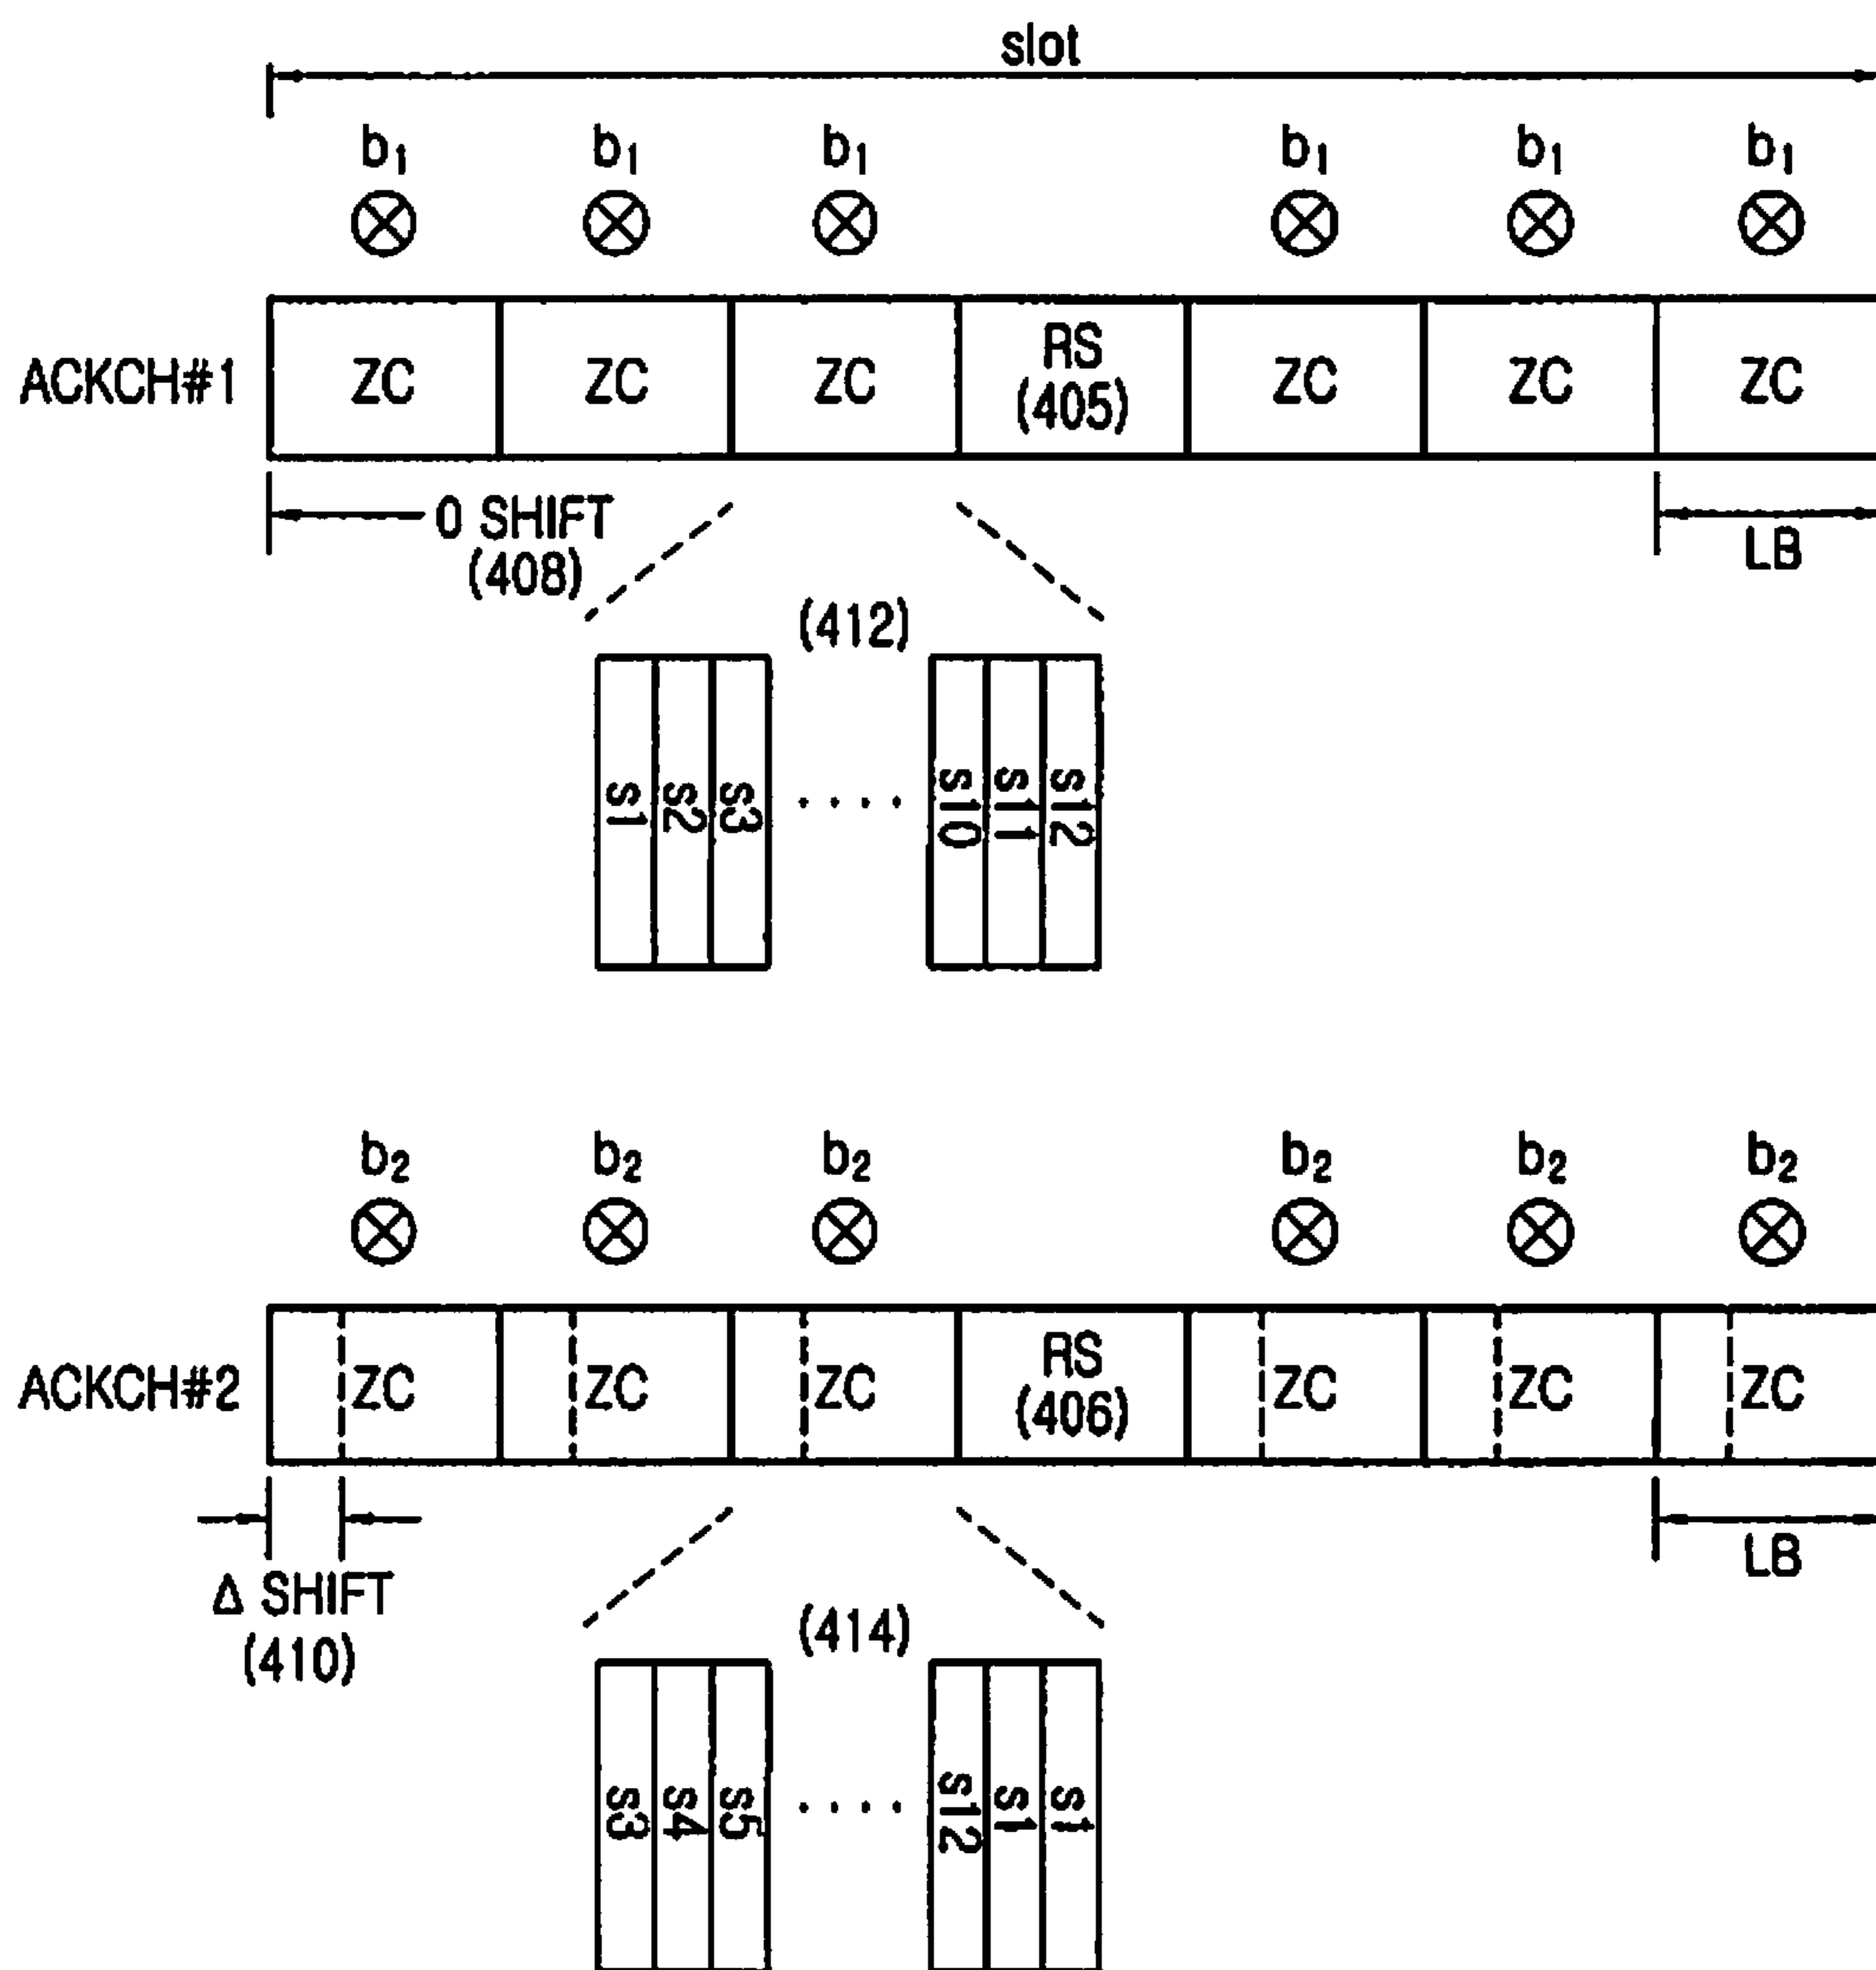 slot
b1 b1 b1 b1 b1 b1
ACKCH#1 ZC ZC ZC RS (405) ZC ZC ZC
0 SHIFT (408)
LB
(412)
s1 s2 s3 .... s10 s11 s12
b2 b2 b2 b2 b2 b2
ACKCH#2 ZC ZC ZC RS (406) ZC ZC ZC
Δ SHIFT (410)
LB
(414)
s3 s4 s5 .... s12 s1 s1